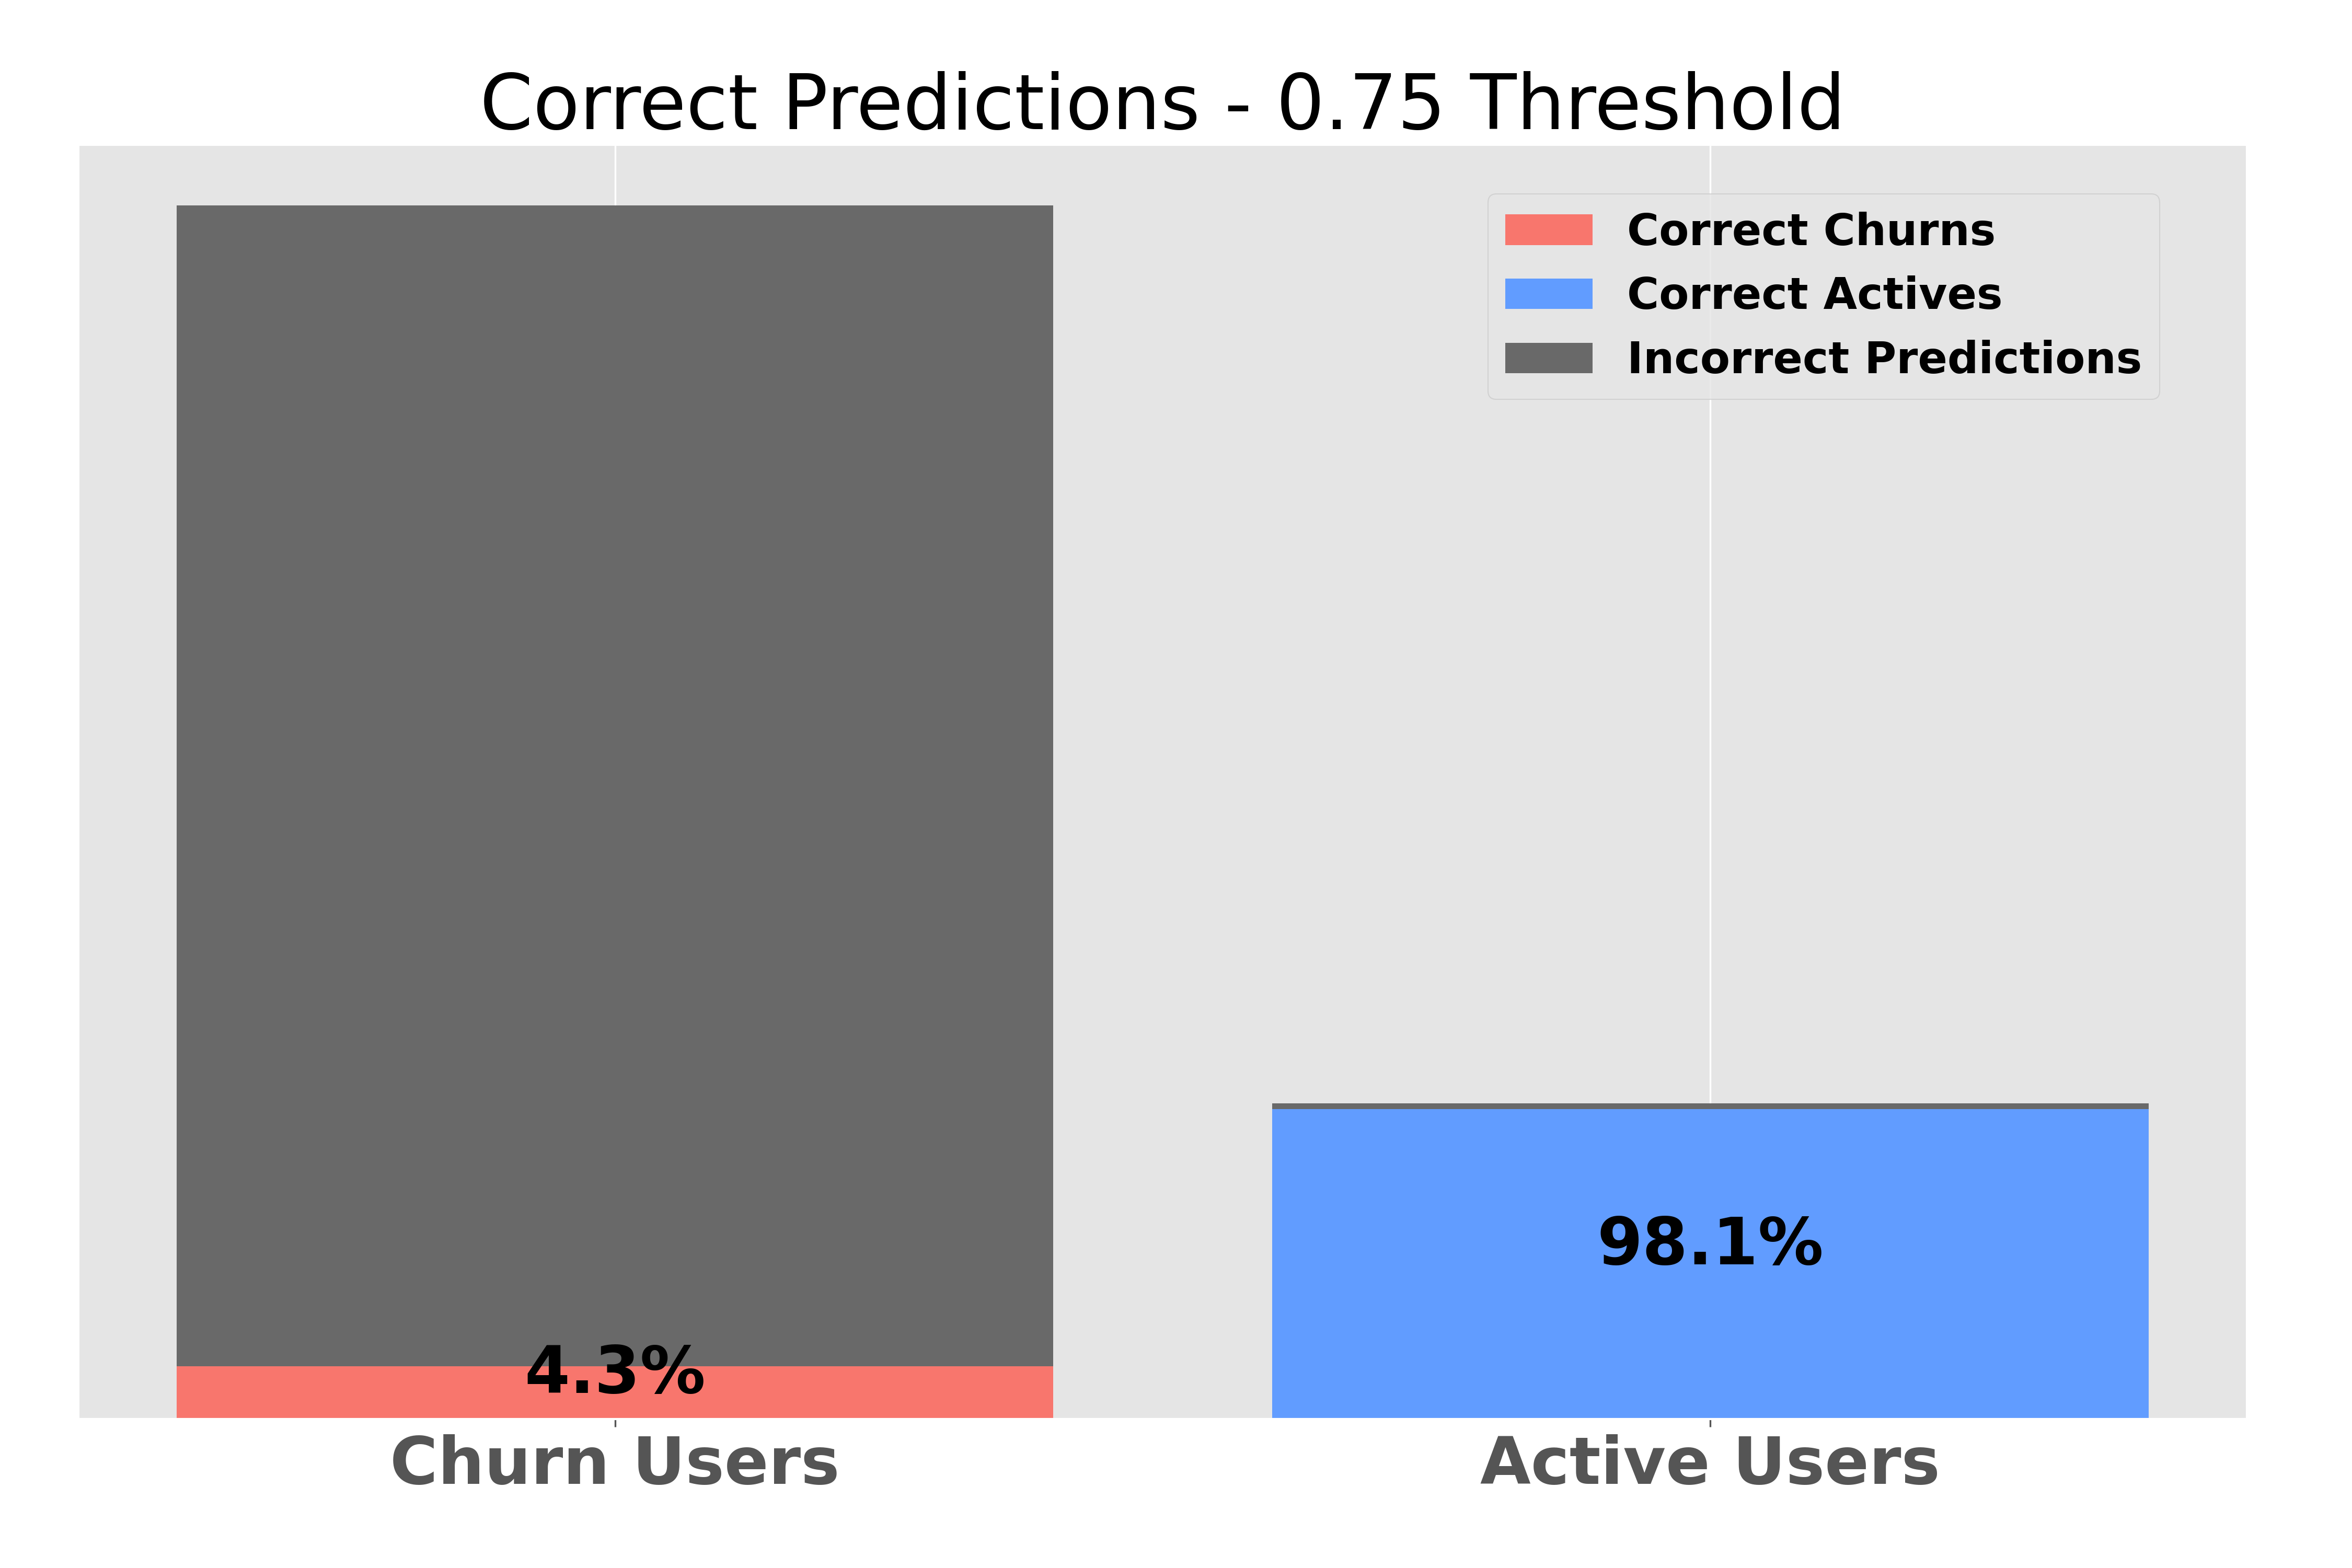 Correct Predictions - 0.75 Threshold
Correct Churns
Correct Actives
Incorrect Predictions
98.1%
4.3%
Churn Users
Active Users